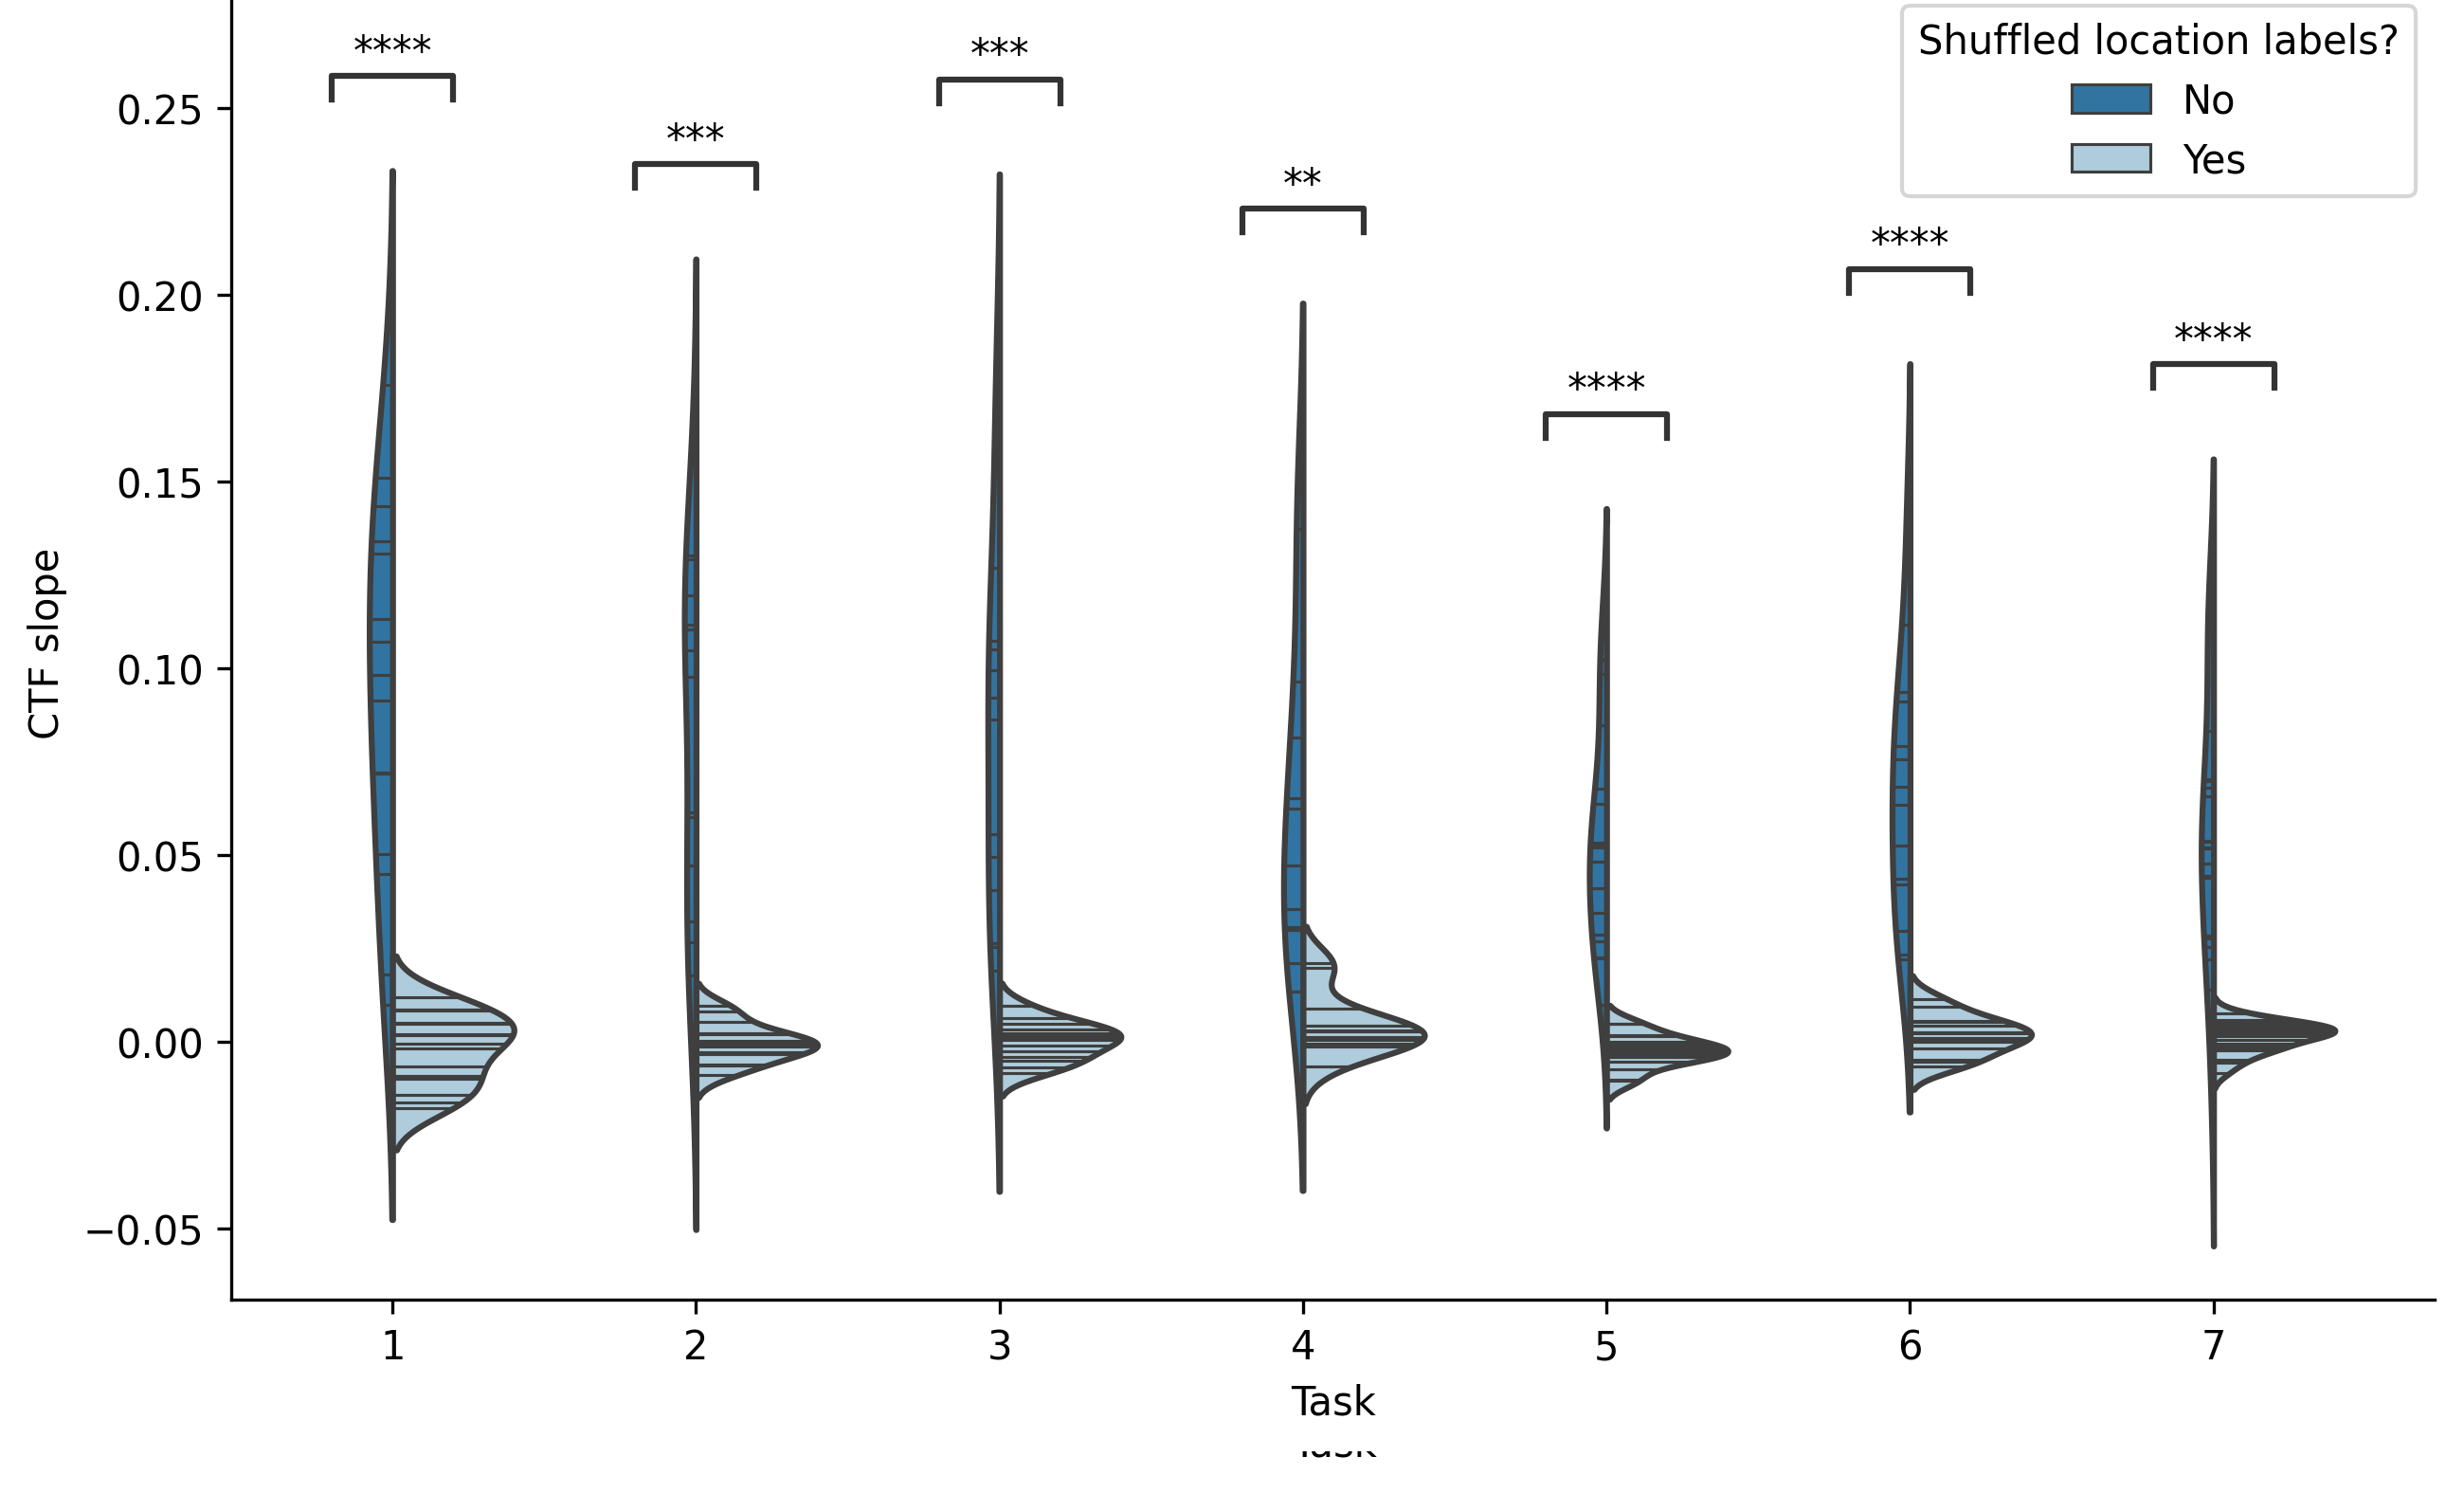 ****
***
***
**
****
****
****
Shuffled location labels?
No
Yes
0.25
0.20
0.15
0.10
0.05
0.00
−0.05
CTF slope
1 2 3 4 5 6 7
Task